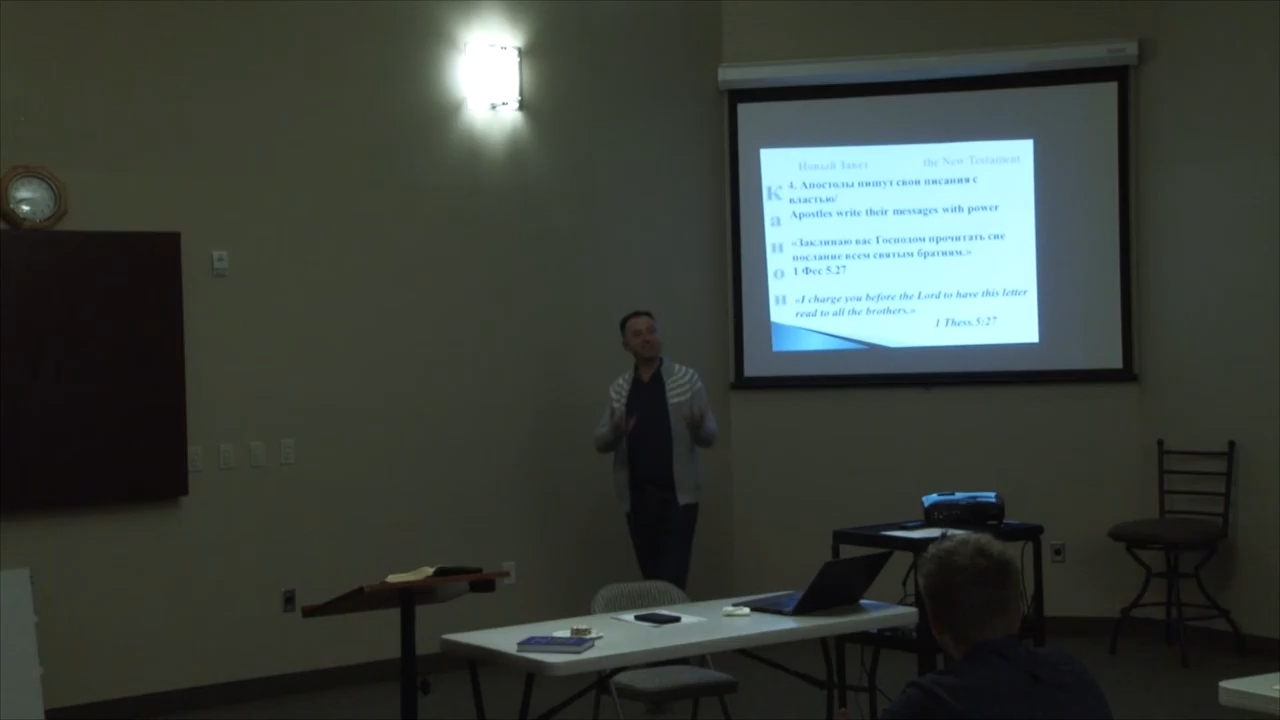 Новый Завет the New Testament
4. Апостолы пишут свои писания с
властью/
Apostles write their messages with power
«Заклинаю вас Господом прочитать сие
послание всем святым братиям.»
1 Фес 5.27
«I charge you before the Lord to have this letter
read to all the brothers.»
1 Thess.5:27
К
а
н
о
н